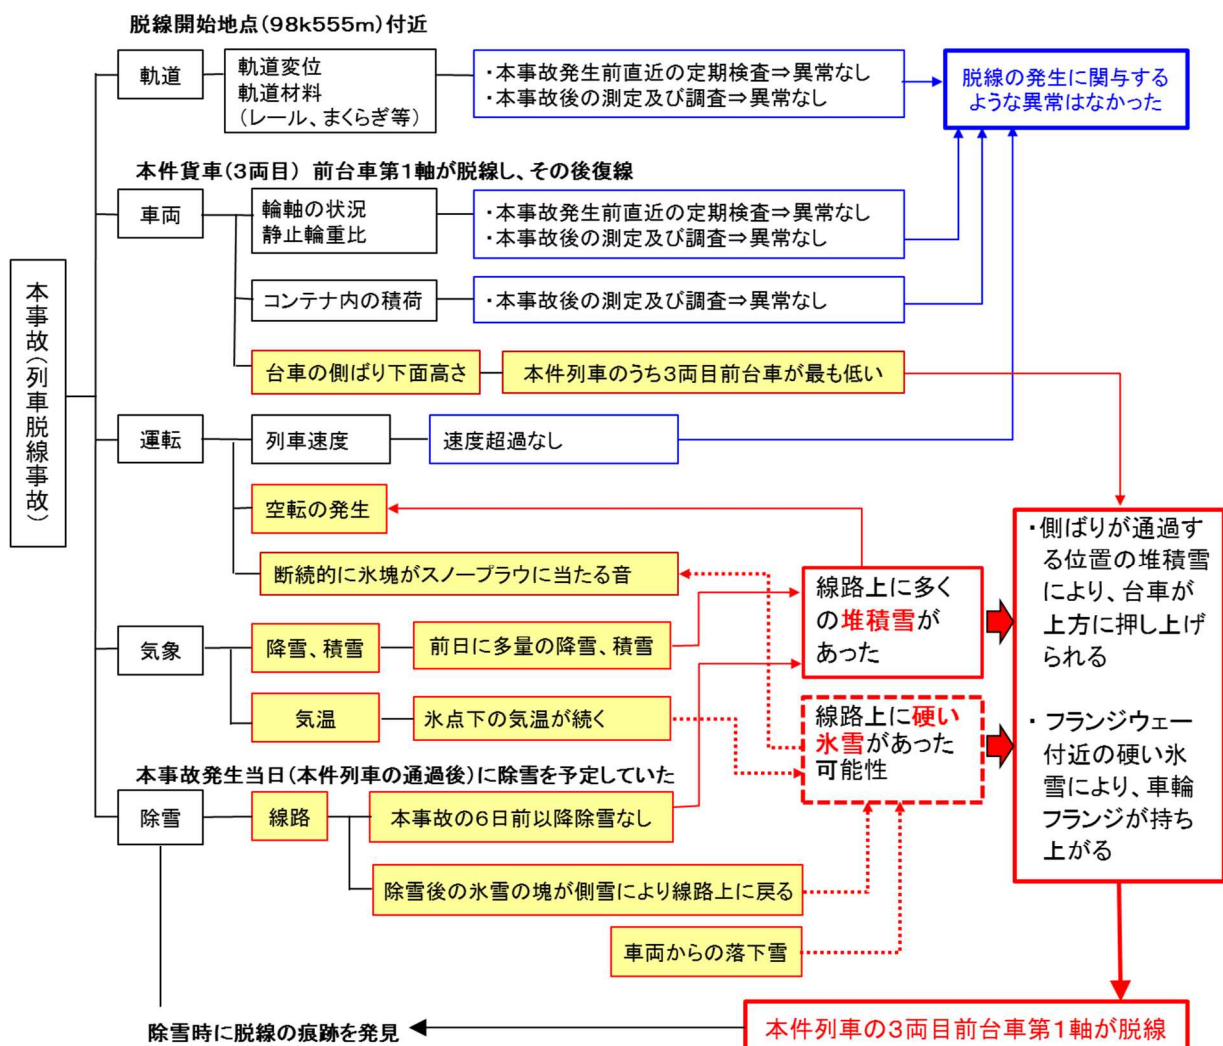 脱線開始地点(98k555m)付近
軌道
軌道変位
軌道材料
(レール、まくらぎ等)
・本事故発生前直近の定期検査⇒異常なし
・本事故後の測定及び調査⇒異常なし
脱線の発生に関与する
ような異常はなかった
本件貨車(3両目) 前台車第1軸が脱線し、その後復線
車両
輪軸の状況
静止輪重比
・本事故発生前直近の定期検査⇒異常なし
・本事故後の測定及び調査⇒異常なし
コンテナ内の積荷
・本事故後の測定及び調査⇒異常なし
台車の側ばり下面高さ
本件列車のうち3両目前台車が最も低い
本事故(列車脱線事故)
運転
列車速度
速度超過なし
空転の発生
断続的に氷塊がスノープラウに当たる音
線路上に多く
の堆積雪が
あった
・側ばりが通過す
る位置の堆積雪
により、台車が
上方に押し上げ
られる
気象
降雪、積雪
前日に多量の降雪、積雪
気温
氷点下の気温が続く
線路上に硬い
氷雪があった
可能性
・ フランジウェー
付近の硬い氷
雪により、車輪
フランジが持ち
上がる
本事故発生当日(本件列車の通過後)に除雪を予定していた
除雪
線路
本事故の6日前以降除雪なし
除雪後の氷雪の塊が側雪により線路上に戻る
車両からの落下雪
除雪時に脱線の痕跡を発見
本件列車の3両目前台車第1軸が脱線